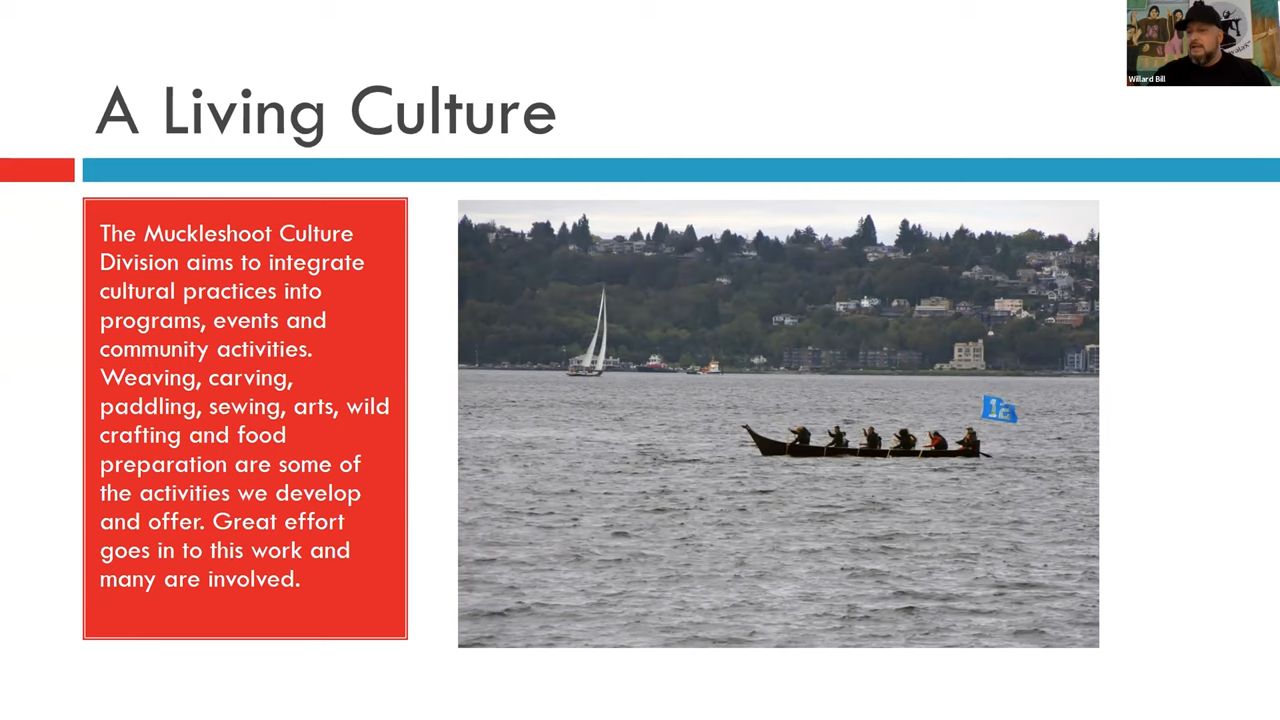 A Living Culture
The Muckleshoot Culture
Division aims to integrate
cultural practices into
programs, events and
community activities.
Weaving, carving,
paddling, sewing, arts, wild
crafting and food
preparation are some of
the activities we develop
and offer. Great effort
goes in to this work and
many are involved.
12
Willard Bill